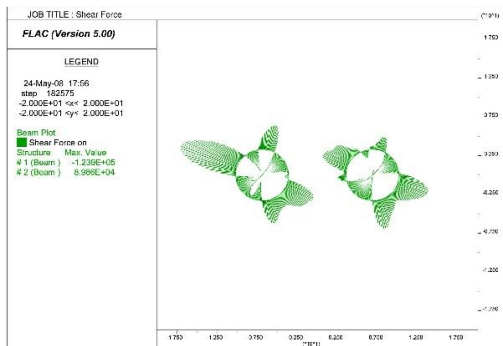 JOB TITLE : Shear Force
(*10^1)
FLAC (Version 5.00)
LEGEND
24-May-08 17:56
step 182575
-2.000E+01 <x< 2.000E+01
-2.000E+01 <y< 2.000E+01
Beam Plot
Shear Force on
Structure Max. Value
# 1 (Beam ) -1.239E+05
# 2 (Beam ) 8.986E+04
1.750
1.250
0.750
0.250
-0.250
-0.750
-1.250
-1.750
-1.750 -1.250 -0.750 -0.250 0.250 0.750 1.250 1.750
(*10^1)